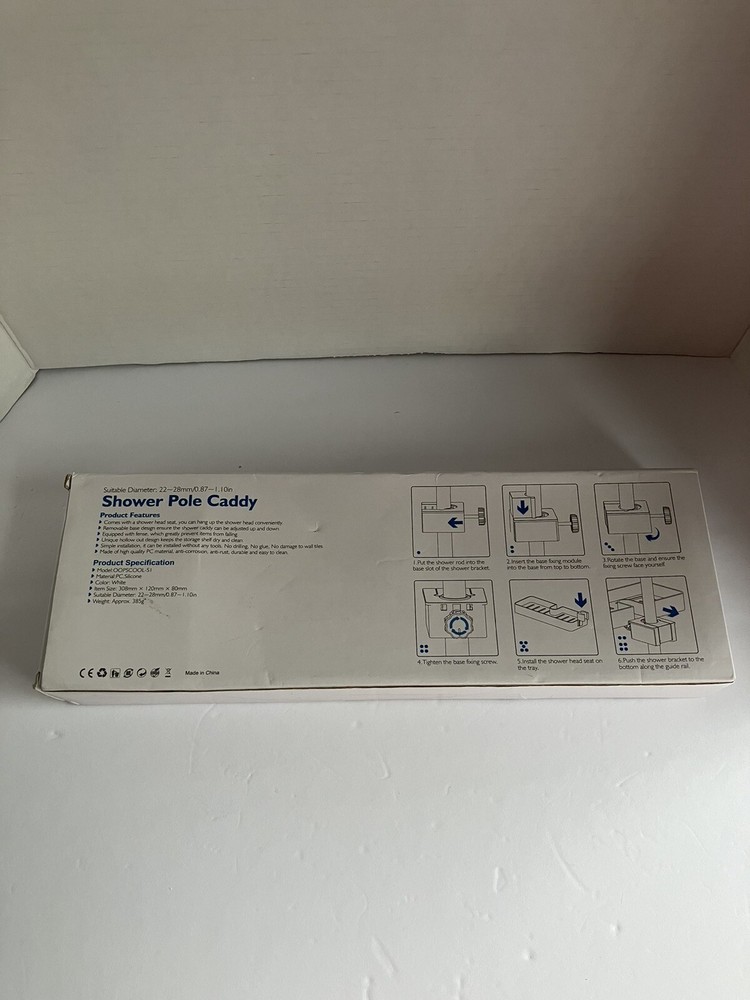 Suitable Diameter: 22~28mm/0.87~1.10in
Shower Pole Caddy
Product Features
Comes with a shower head seat, you can hang up the shower head conveniently
Removable base design ensure the shower caddy can be adjusted up and down
Equipped with fense, which greatly prevent items from falling
Unique hollow out design keeps the storage shelf dry and clean
Simple installation, it can be installed without any tools. No drilling, No glue, No damage to wall tiles
Made of high quality PC material, anti-corrosion, anti-rust, durable and easy to clean.
Product Specification
Model:OOPSCOOL-S1
Material:PC,Silicone
Color: White
Item Size: 308mm × 120mm × 80mm
Suitable Diameter: 22~28mm/0.87~1.10in
Weight: Approx. 385g
CE
Made in China
1.Put the shower rod into the
base slot of the shower bracket.
2.Insert the base fixing module
into the base from top to bottom.
3.Rotate the base and ensure the
fixing screw face yourself.
4.Tighten the base fixing screw.
5.Install the shower head seat on
the tray.
6.Push the shower bracket to the
bottom along the guide rail.